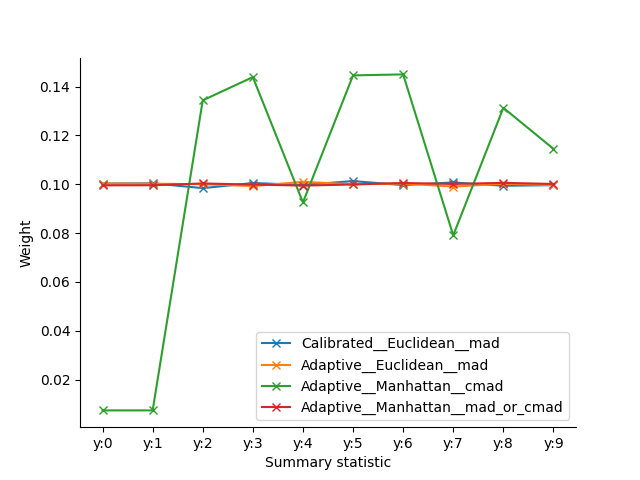 0.14
0.12
0.10
0.08
0.06
0.04
0.02
Weight
Calibrated__Euclidean__mad
Adaptive__Euclidean__mad
Adaptive__Manhattan__cmad
Adaptive__Manhattan__mad_or_cmad
y:0 y:1 y:2 y:3 y:4 y:5 y:6 y:7 y:8 y:9
Summary statistic